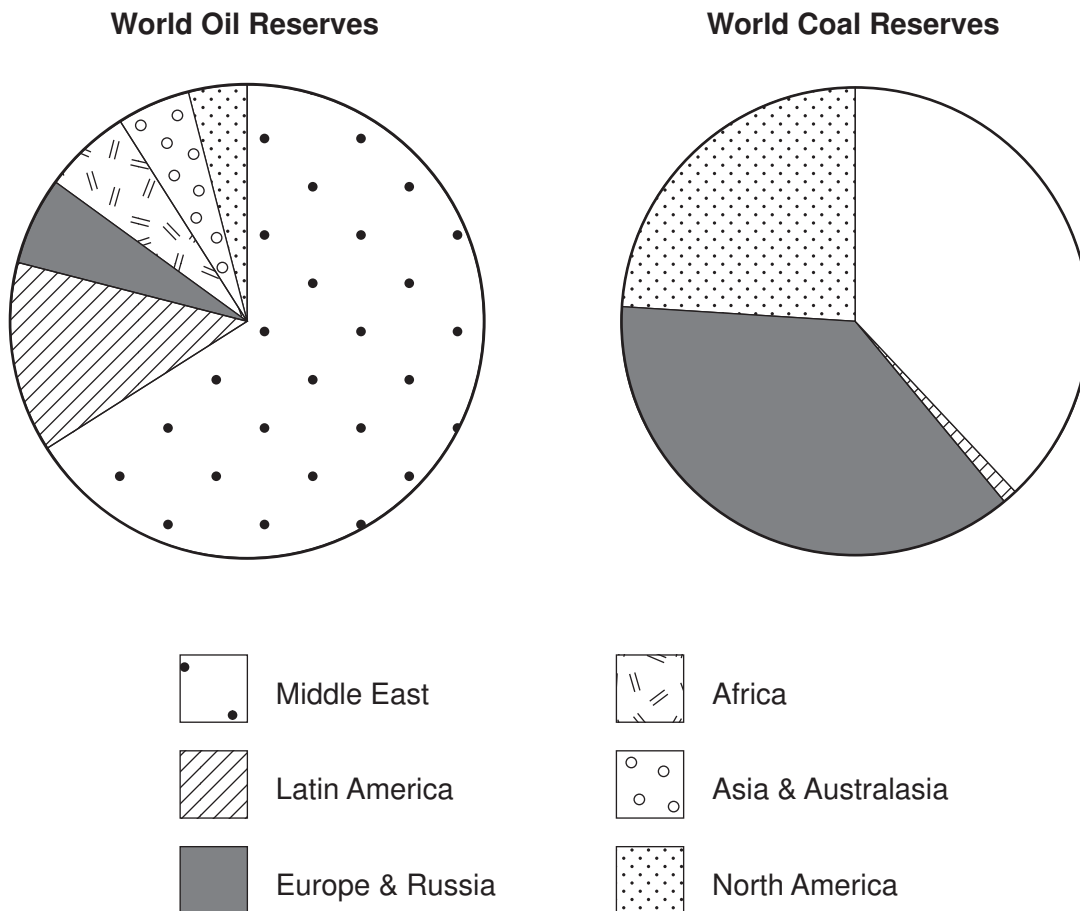 World Oil Reserves
World Coal Reserves
Middle East
Africa
Latin America
Asia & Australasia
Europe & Russia
North America